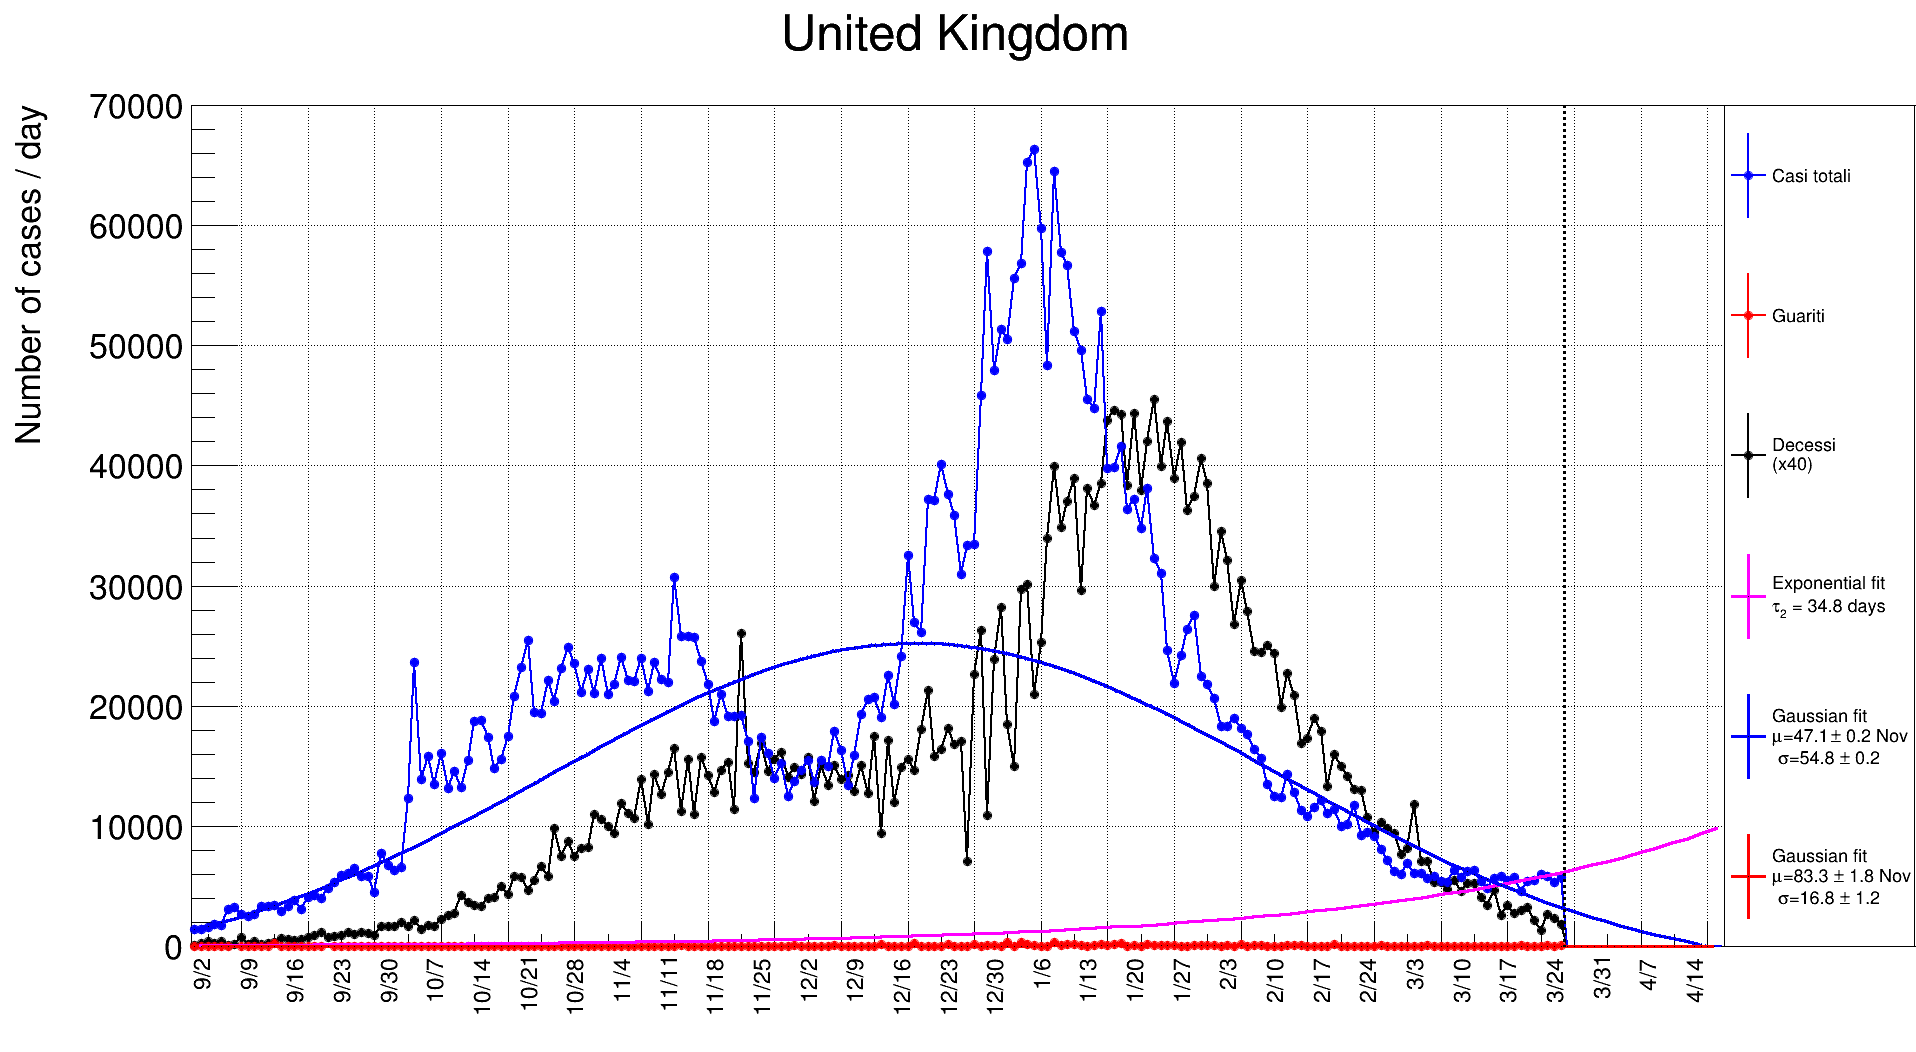 United Kingdom
Number of cases / day
70000
60000
50000
40000
30000
20000
10000
0
9/2
9/9
9/16
9/23
9/30
10/7
10/14
10/21
10/28
11/4
11/11
11/18
11/25
12/2
12/9
12/16
12/23
12/30
1/6
1/13
1/20
1/27
2/3
2/10
2/17
2/24
3/3
3/10
3/17
3/24
3/31
4/7
4/14
Casi totali
Guariti
Decessi
(x40)
Exponential fit
τ₂ = 34.8 days
Gaussian fit
μ=47.1 ± 0.2 Nov
σ=54.8 ± 0.2
Gaussian fit
μ=83.3 ± 1.8 Nov
σ=16.8 ± 1.2